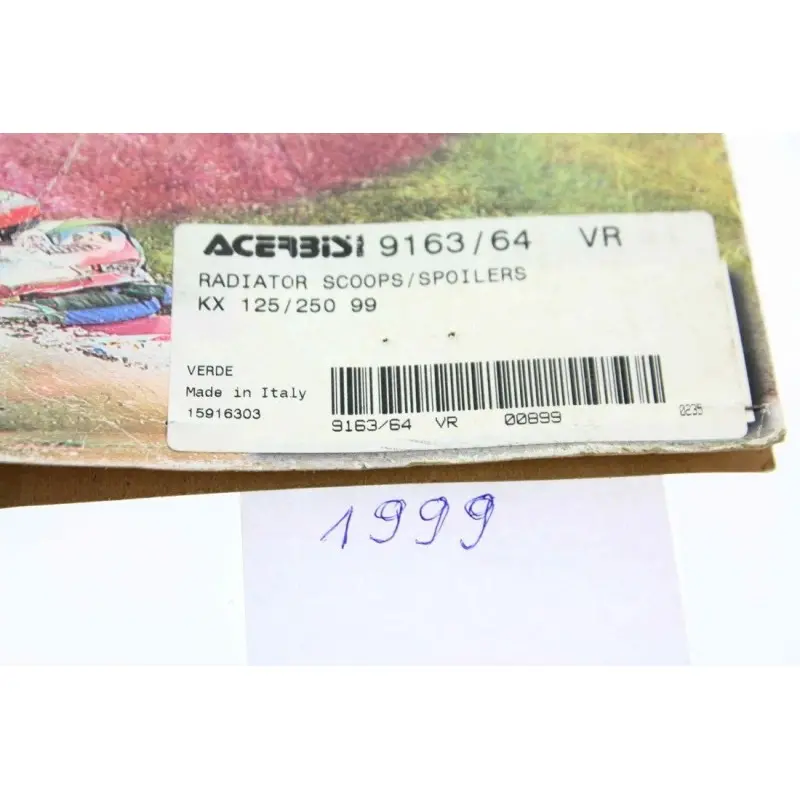 ACERBIS 9163/64 VR
RADIATOR SCOOPS/SPOILERS
KX 125/250 99
VERDE
Made in Italy
15916303
9163/64 VR 00899 0235
1999